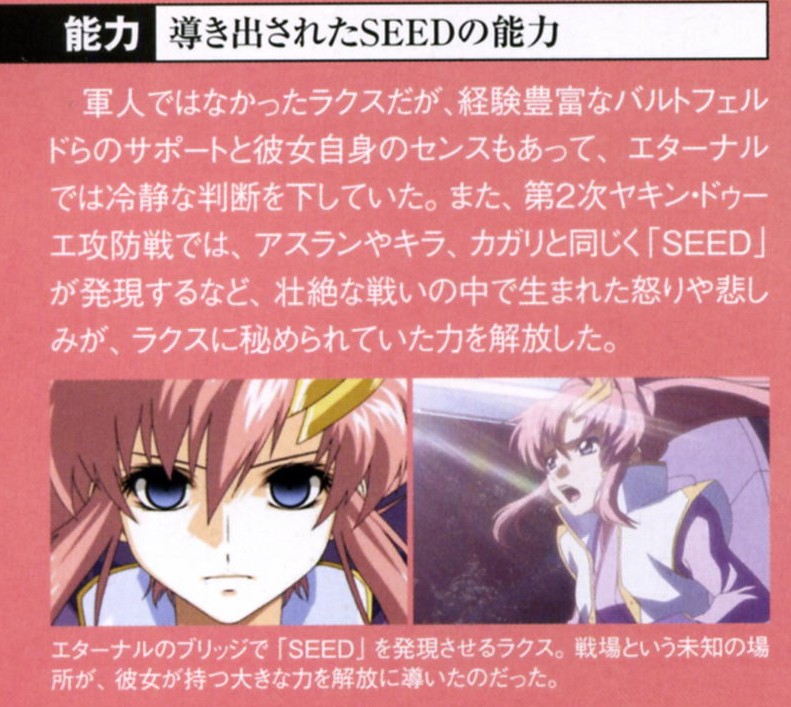 能力 導き出されたSEEDの能力
軍人ではなかったラクスだが、経験豊富なバルトフェル
ドらのサポートと彼女自身のセンスもあって、エターナル
では冷静な判断を下していた。また、第2次ヤキン・ドゥー
エ攻防戦では、アスランやキラ、カガリと同じく「SEED」
が発現するなど、壮絶な戦いの中で生まれた怒りや悲し
みが、ラクスに秘められていた力を解放した。
エターナルのブリッジで「SEED」を発現させるラクス。戦場という未知の場
所が、彼女が持つ大きな力を解放に導いたのだった。